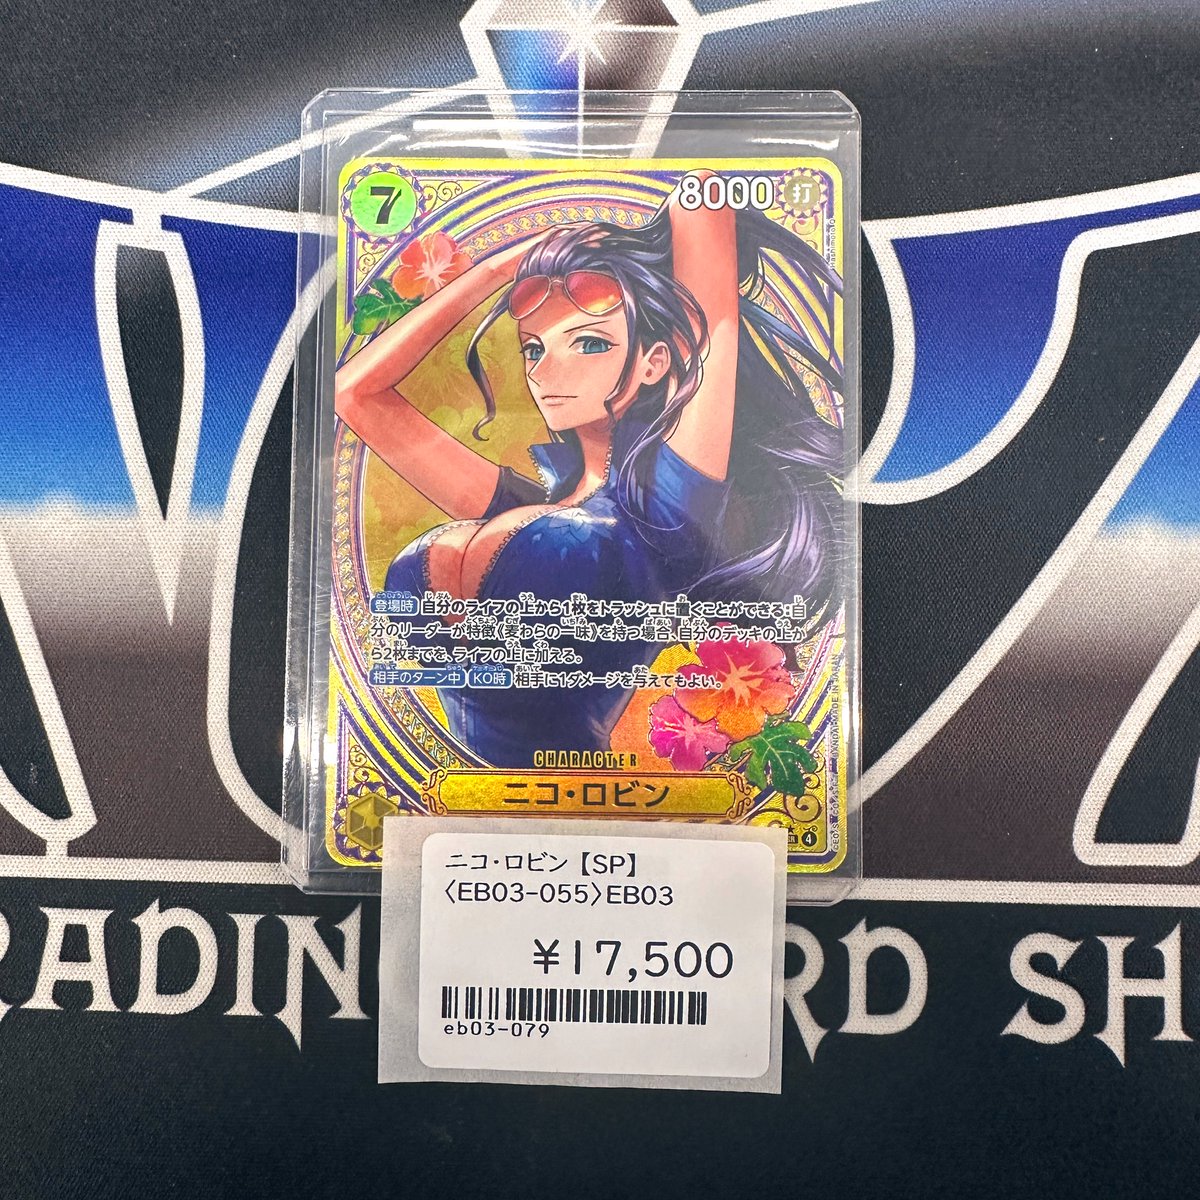 7
8000
打
Hashimoto Q
登場時 自分のライフの上から1枚をトラッシュに置くことができる:自
分のリーダーが特徴《麦わらの一味》を持つ場合、自分のデッキの上か
ら2枚までを、ライフの上に加える。
相手のターン中 KO時 相手に1ダメージを与えてもよい。
CHARACTER
ニコ・ロビン
4
BANDAI MADE IN JAPAN
ニコ・ロビン【SP】
〈EB03-055〉EB03
¥17,500
eb03-079
RADIN RD SH